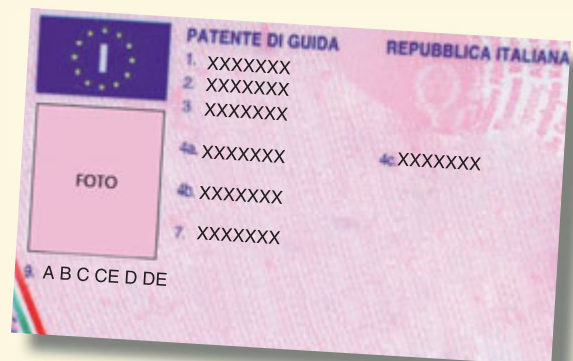 I
PATENTE DI GUIDA REPUBBLICA ITALIANA
1. XXXXXXX
2. XXXXXXX
3. XXXXXXX
4a. XXXXXXX 4c. XXXXXXX
FOTO
4b. XXXXXXX
7. XXXXXXX
9. A B C CE D DE